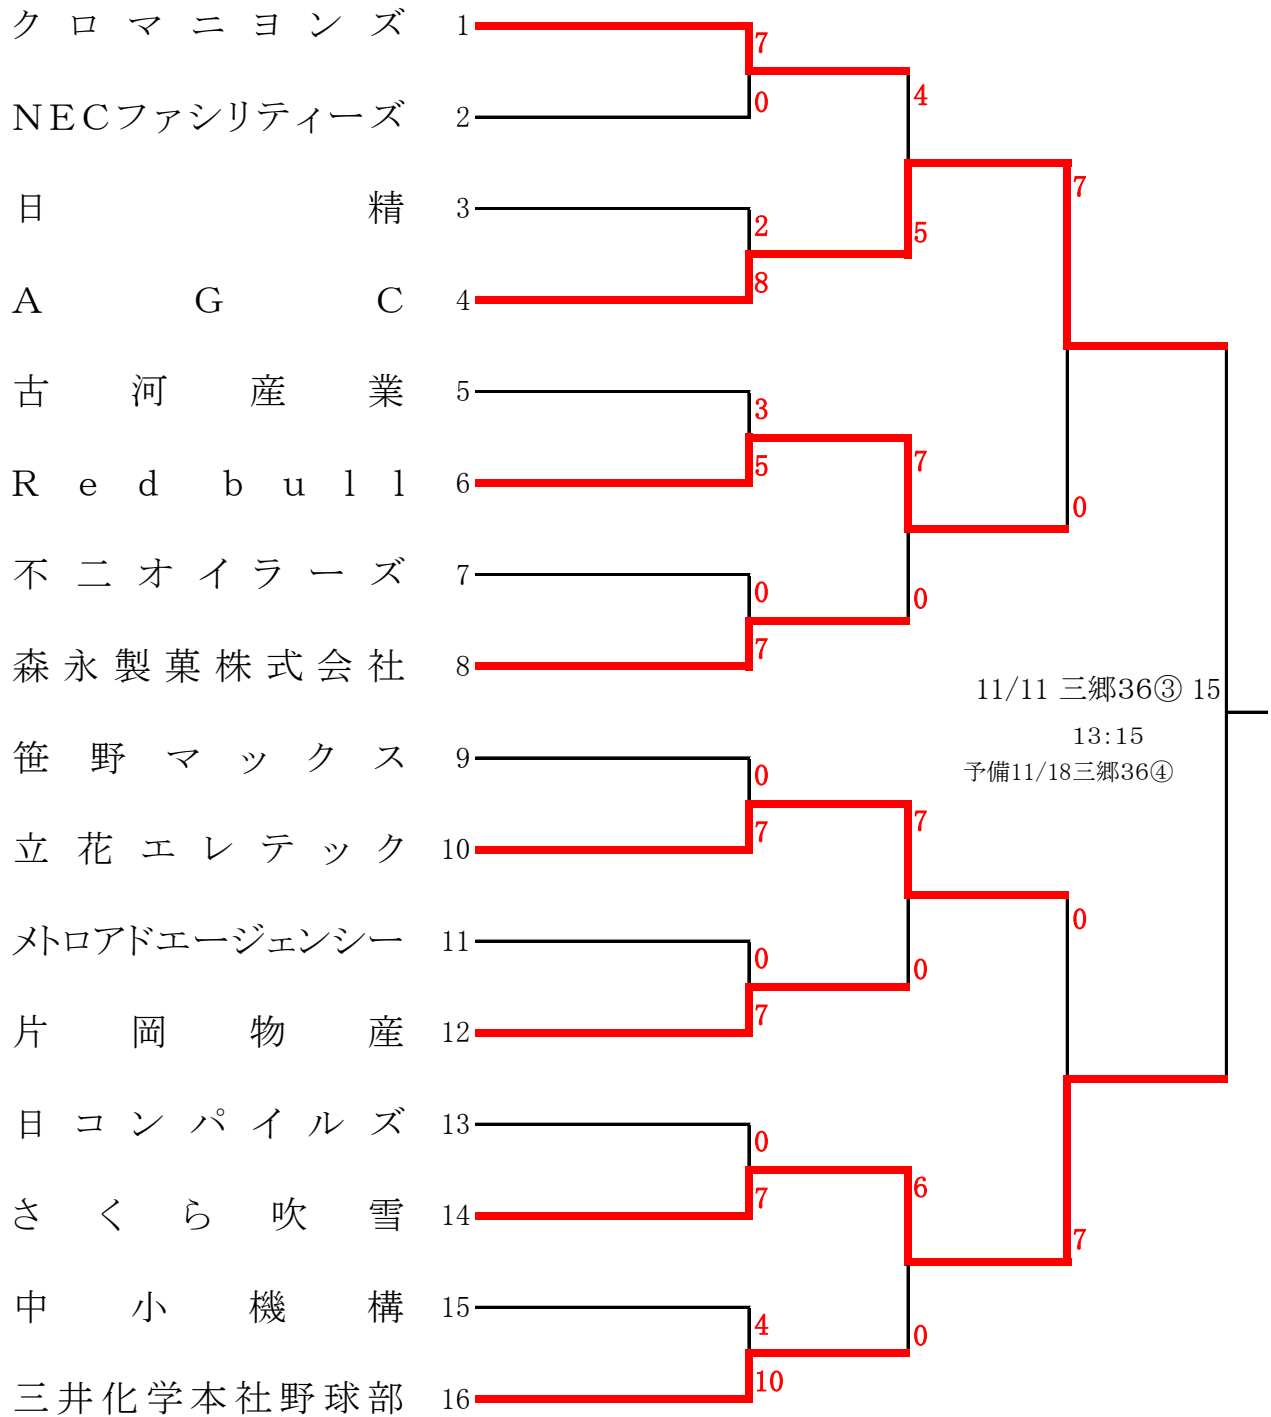 クロマニヨンズ 1
7
0
4
NECファシリティーズ 2
7
日精 3
2
5
8
AGC 4
古河産業 5
3
5
7
Red bull 6
0
不二オイラーズ 7
0
0
7
森永製菓株式会社 8
11/11 三郷36③ 15
13:15
予備11/18三郷36④
笹野マックス 9
0
7
7
立花エレテック 10
0
メトロアドエージェンシー 11
0
0
7
片岡物産 12
日コンパイルズ 13
0
7
6
さくら吹雪 14
7
中小機構 15
4
0
10
三井化学本社野球部 16